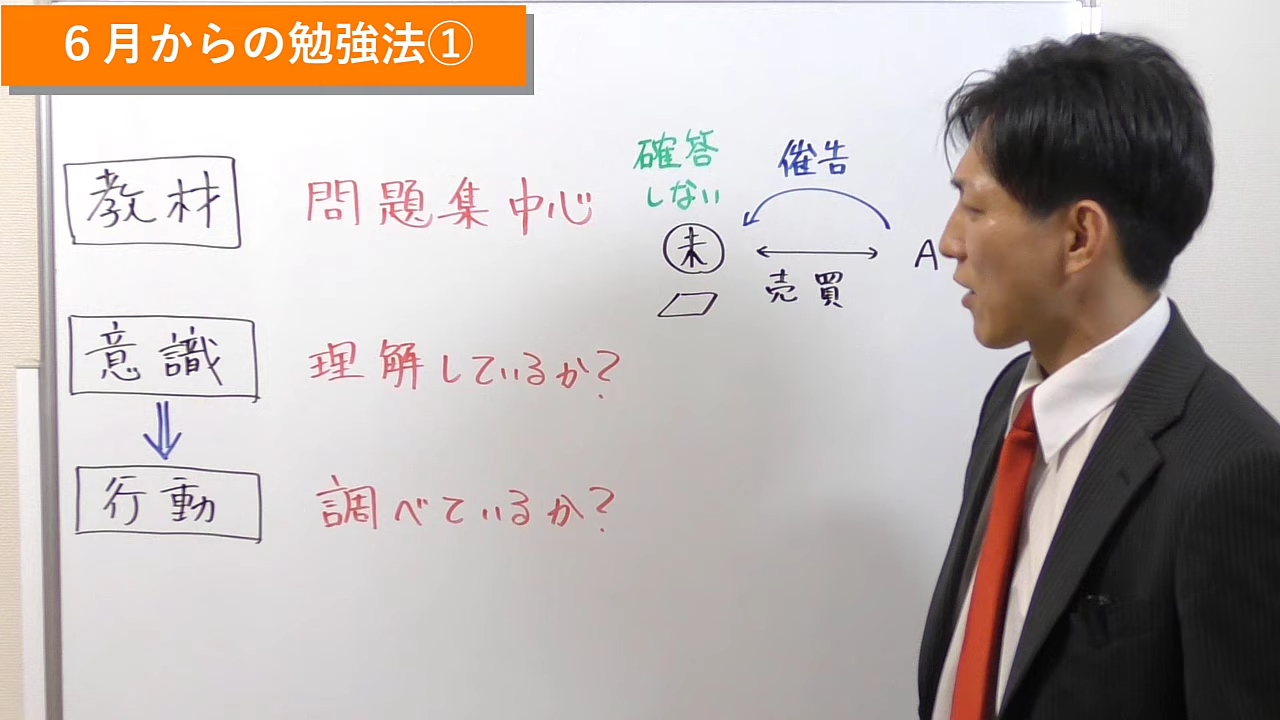 6月からの勉強法①
教材
問題集中心
確答
しない
催告
未
売買
A
意識
理解しているか?
行動
調べているか?